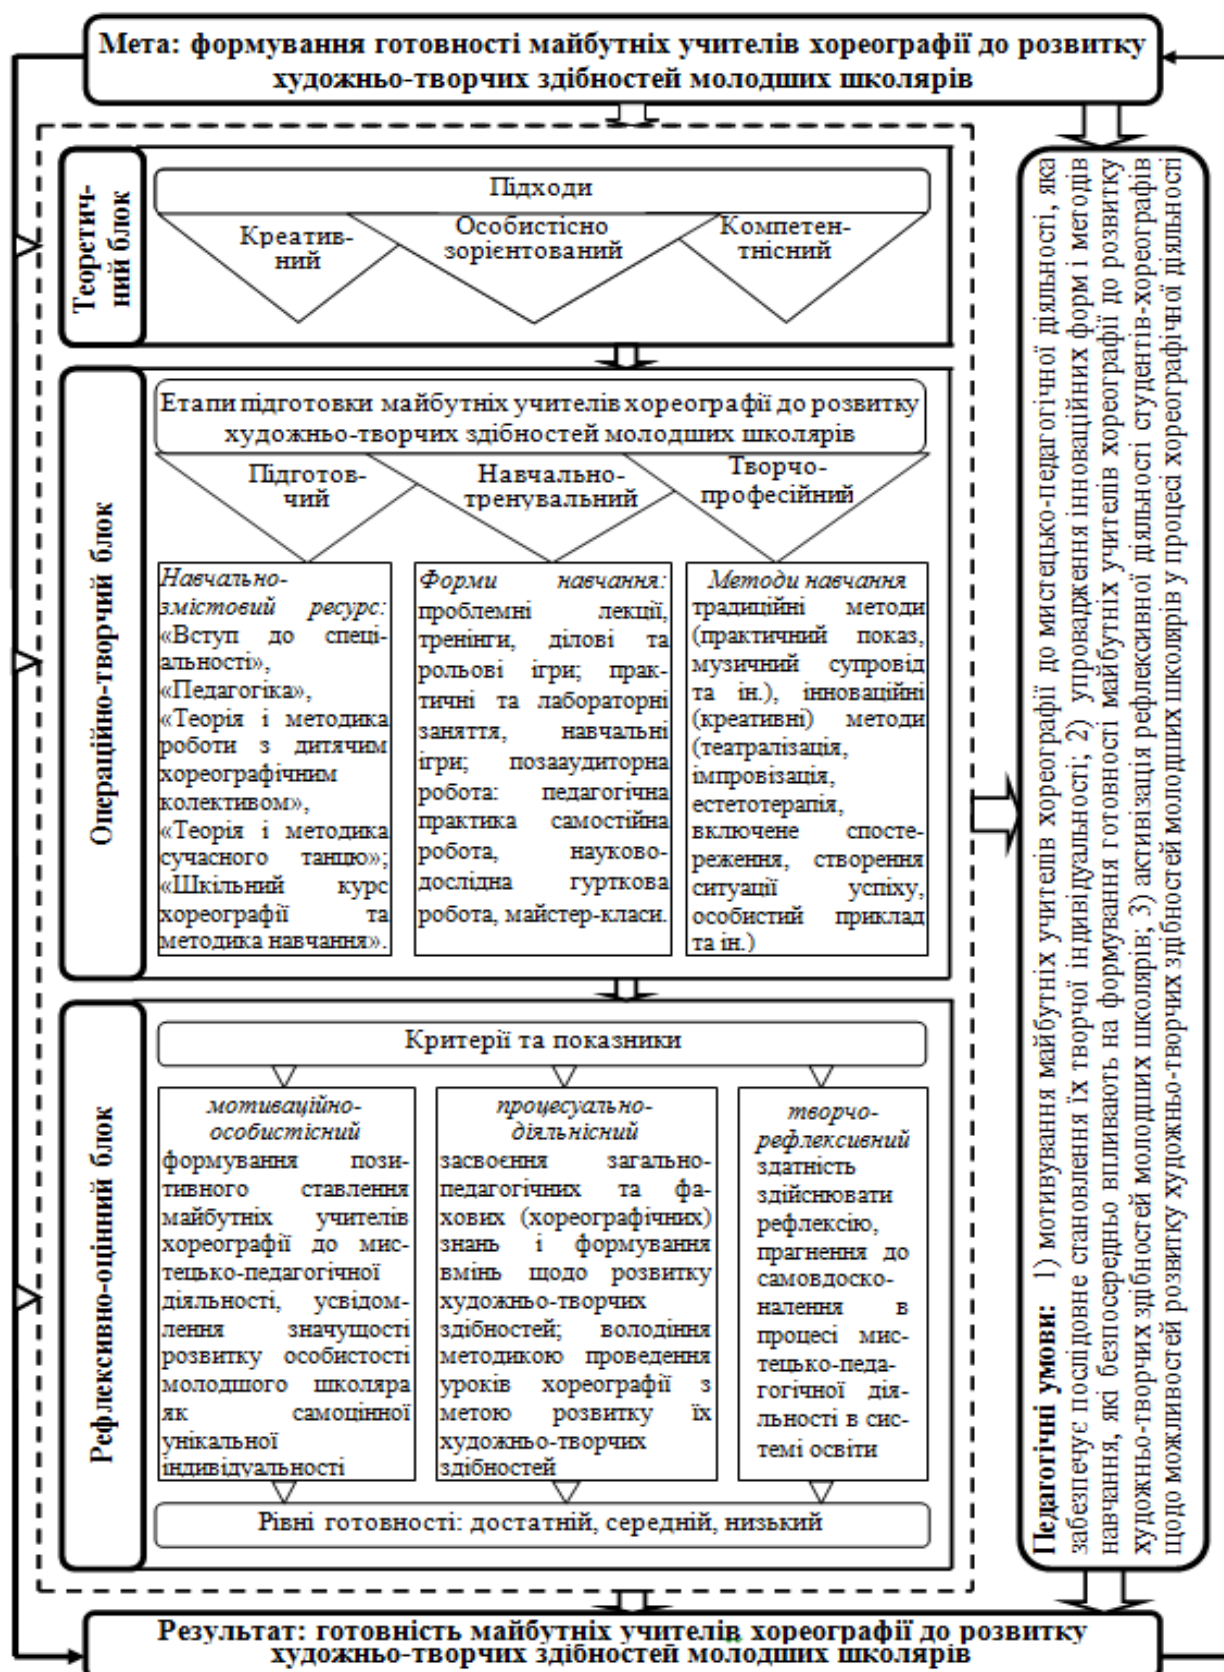 Мета: формування готовності майбутніх учителів хореографії до розвитку
художньо-творчих здібностей молодших школярів
Теоретич-
ний блок
Підходи
Креатив-
ний
Особистісно
зорієнтований
Компетен-
тнісний
Операційно-творчий блок
Етапи підготовки майбутніх учителів хореографії до розвитку
художньо-творчих здібностей молодших школярів
Підготов-
чий
Навчально-
тренувальний
Творчо-
професійний
Навчально-
змістовий ресурс:
«Вступ до спеці-
альності»,
«Педагогіка»,
«Теорія і методика
роботи з дитячим
хореографічним
колективом»,
«Теорія і методика
сучасного танцю»;
«Шкільний курс
хореографії та
методика навчання».
Форми навчання:
проблемні лекції,
тренінги, ділові та
рольові ігри; прак-
тичні та лабораторні
заняття, навчальні
ігри; позааудиторна
робота: педагогічна
практика самостійна
робота, науково-
дослідна гурткова
робота, майстер-класи.
Методи навчання
традиційні методи
(практичний показ,
музичний супровід
та ін.), інноваційні
(креативні) методи
(театралізація,
імпровізація,
естетотерапія,
включене спосте-
реження, створення
ситуації успіху,
особистий приклад
та ін.)
Рефлексивно-оцінний блок
Критерії та показники
мотиваційно-
особистісний
формування пози-
тивного ставлення
майбутніх учителів
хореографії до мис-
тецько-педагогічної
діяльності, усвідом-
лення значущості
розвитку особистості
молодшого школяра
як самоцінної
унікальної
індивідуальності
процесуально-
діяльнісний
засвоєння загально-
педагогічних та фа-
хових (хореографічних)
знань і формування
вмінь щодо розвитку
художньо-творчих
здібностей; володіння
методикою проведення
уроків хореографії з
метою розвитку їх
художньо-творчих
здібностей
творчо-
рефлексивний
здатність
здійснювати
рефлексію,
прагнення до
самовдоско-
налення в
процесі мис-
тецько-педа-
гогічної дія-
льності в сис-
темі освіти
Рівні готовності: достатній, середній, низький
Педагогічні умови: 1) мотивування майбутніх учителів хореографії до мистецько-педагогічної діяльності, яка
забезпечує послідовне становлення їх творчої індивідуальності; 2) упровадження інноваційних форм і методів
навчання, які безпосередньо впливають на формування готовності майбутніх учителів хореографії до розвитку
художньо-творчих здібностей молодших школярів; 3) активізація рефлексивної діяльності студентів-хореографів
щодо можливостей розвитку художньо-творчих здібностей молодших школярів у процесі хореографічної діяльності
Результат: готовність майбутніх учителів хореографії до розвитку
художньо-творчих здібностей молодших школярів